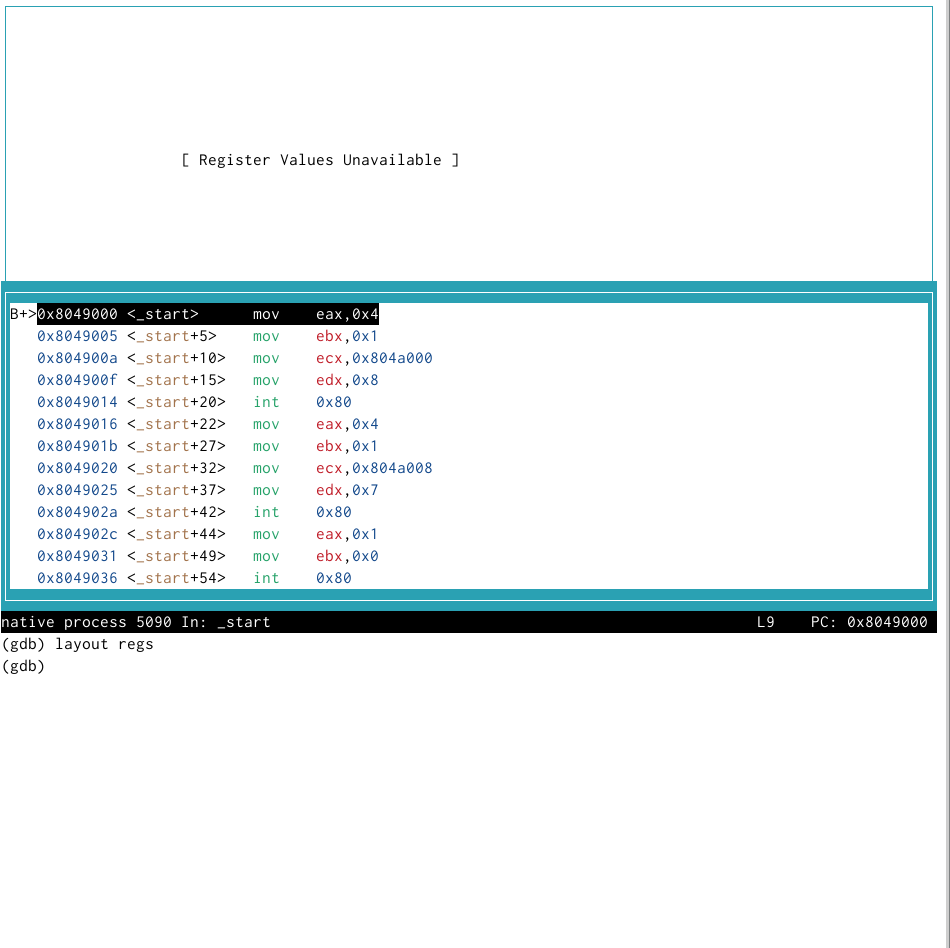 [ Register Values Unavailable ]
B+>0x8049000 <_start>      mov    eax,0x4
   0x8049005 <_start+5>    mov    ebx,0x1
   0x804900a <_start+10>   mov    ecx,0x804a000
   0x804900f <_start+15>   mov    edx,0x8
   0x8049014 <_start+20>   int    0x80
   0x8049016 <_start+22>   mov    eax,0x4
   0x804901b <_start+27>   mov    ebx,0x1
   0x8049020 <_start+32>   mov    ecx,0x804a008
   0x8049025 <_start+37>   mov    edx,0x7
   0x804902a <_start+42>   int    0x80
   0x804902c <_start+44>   mov    eax,0x1
   0x8049031 <_start+49>   mov    ebx,0x0
   0x8049036 <_start+54>   int    0x80
native process 5090 In: _start                                                      L9    PC: 0x8049000
(gdb) layout regs
(gdb)